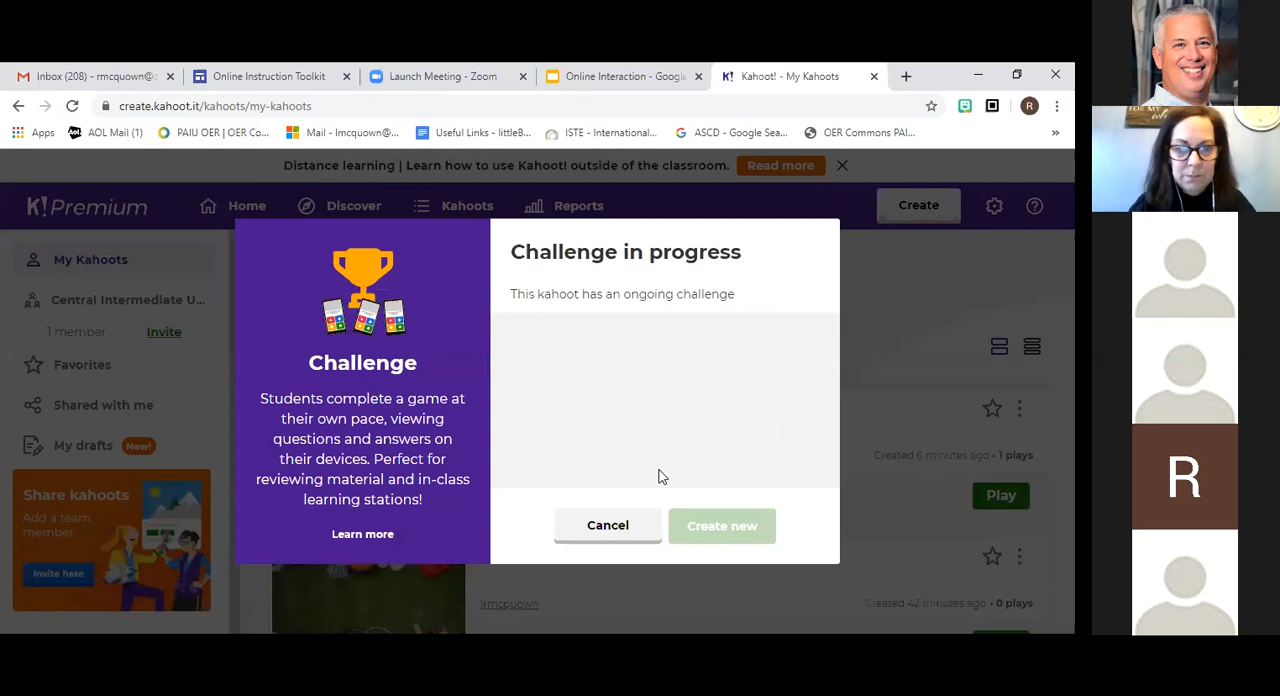 inbox (208) - rmcquown@c
Online Instruction Toolkit
Launch Meeting - Zoom
Online Interaction - Google
K! Kahoot! - My Kahoots
create.kahoot.it/kahoots/my-kahoots
R
Apps
AOL Mail (1)
PAIU OER | OER Co...
Mail - lmcquown@...
Useful Links - littleB...
ISTE - Internationa...
ASCD - Google Sea...
OER Commons PAI...
»
Distance learning | Learn how to use Kahoot! outside of the classroom.
Read more
K!Premium
Home
Discover
Kahoots
Reports
Create
My Kahoots
Central Intermediate U...
1 member
Invite
Favorites
Shared with me
My drafts
New!
Share kahoots
Add a team
member
Invite here
Challenge
Students complete a game at
their own pace, viewing
questions and answers on
their devices. Perfect for
reviewing material and in-class
learning stations!
Learn more
Challenge in progress
This kahoot has an ongoing challenge
Cancel
Create new
Created 6 minutes ago • 1 plays
Play
lrmcquown
Created 42 minutes ago • 0 plays
R